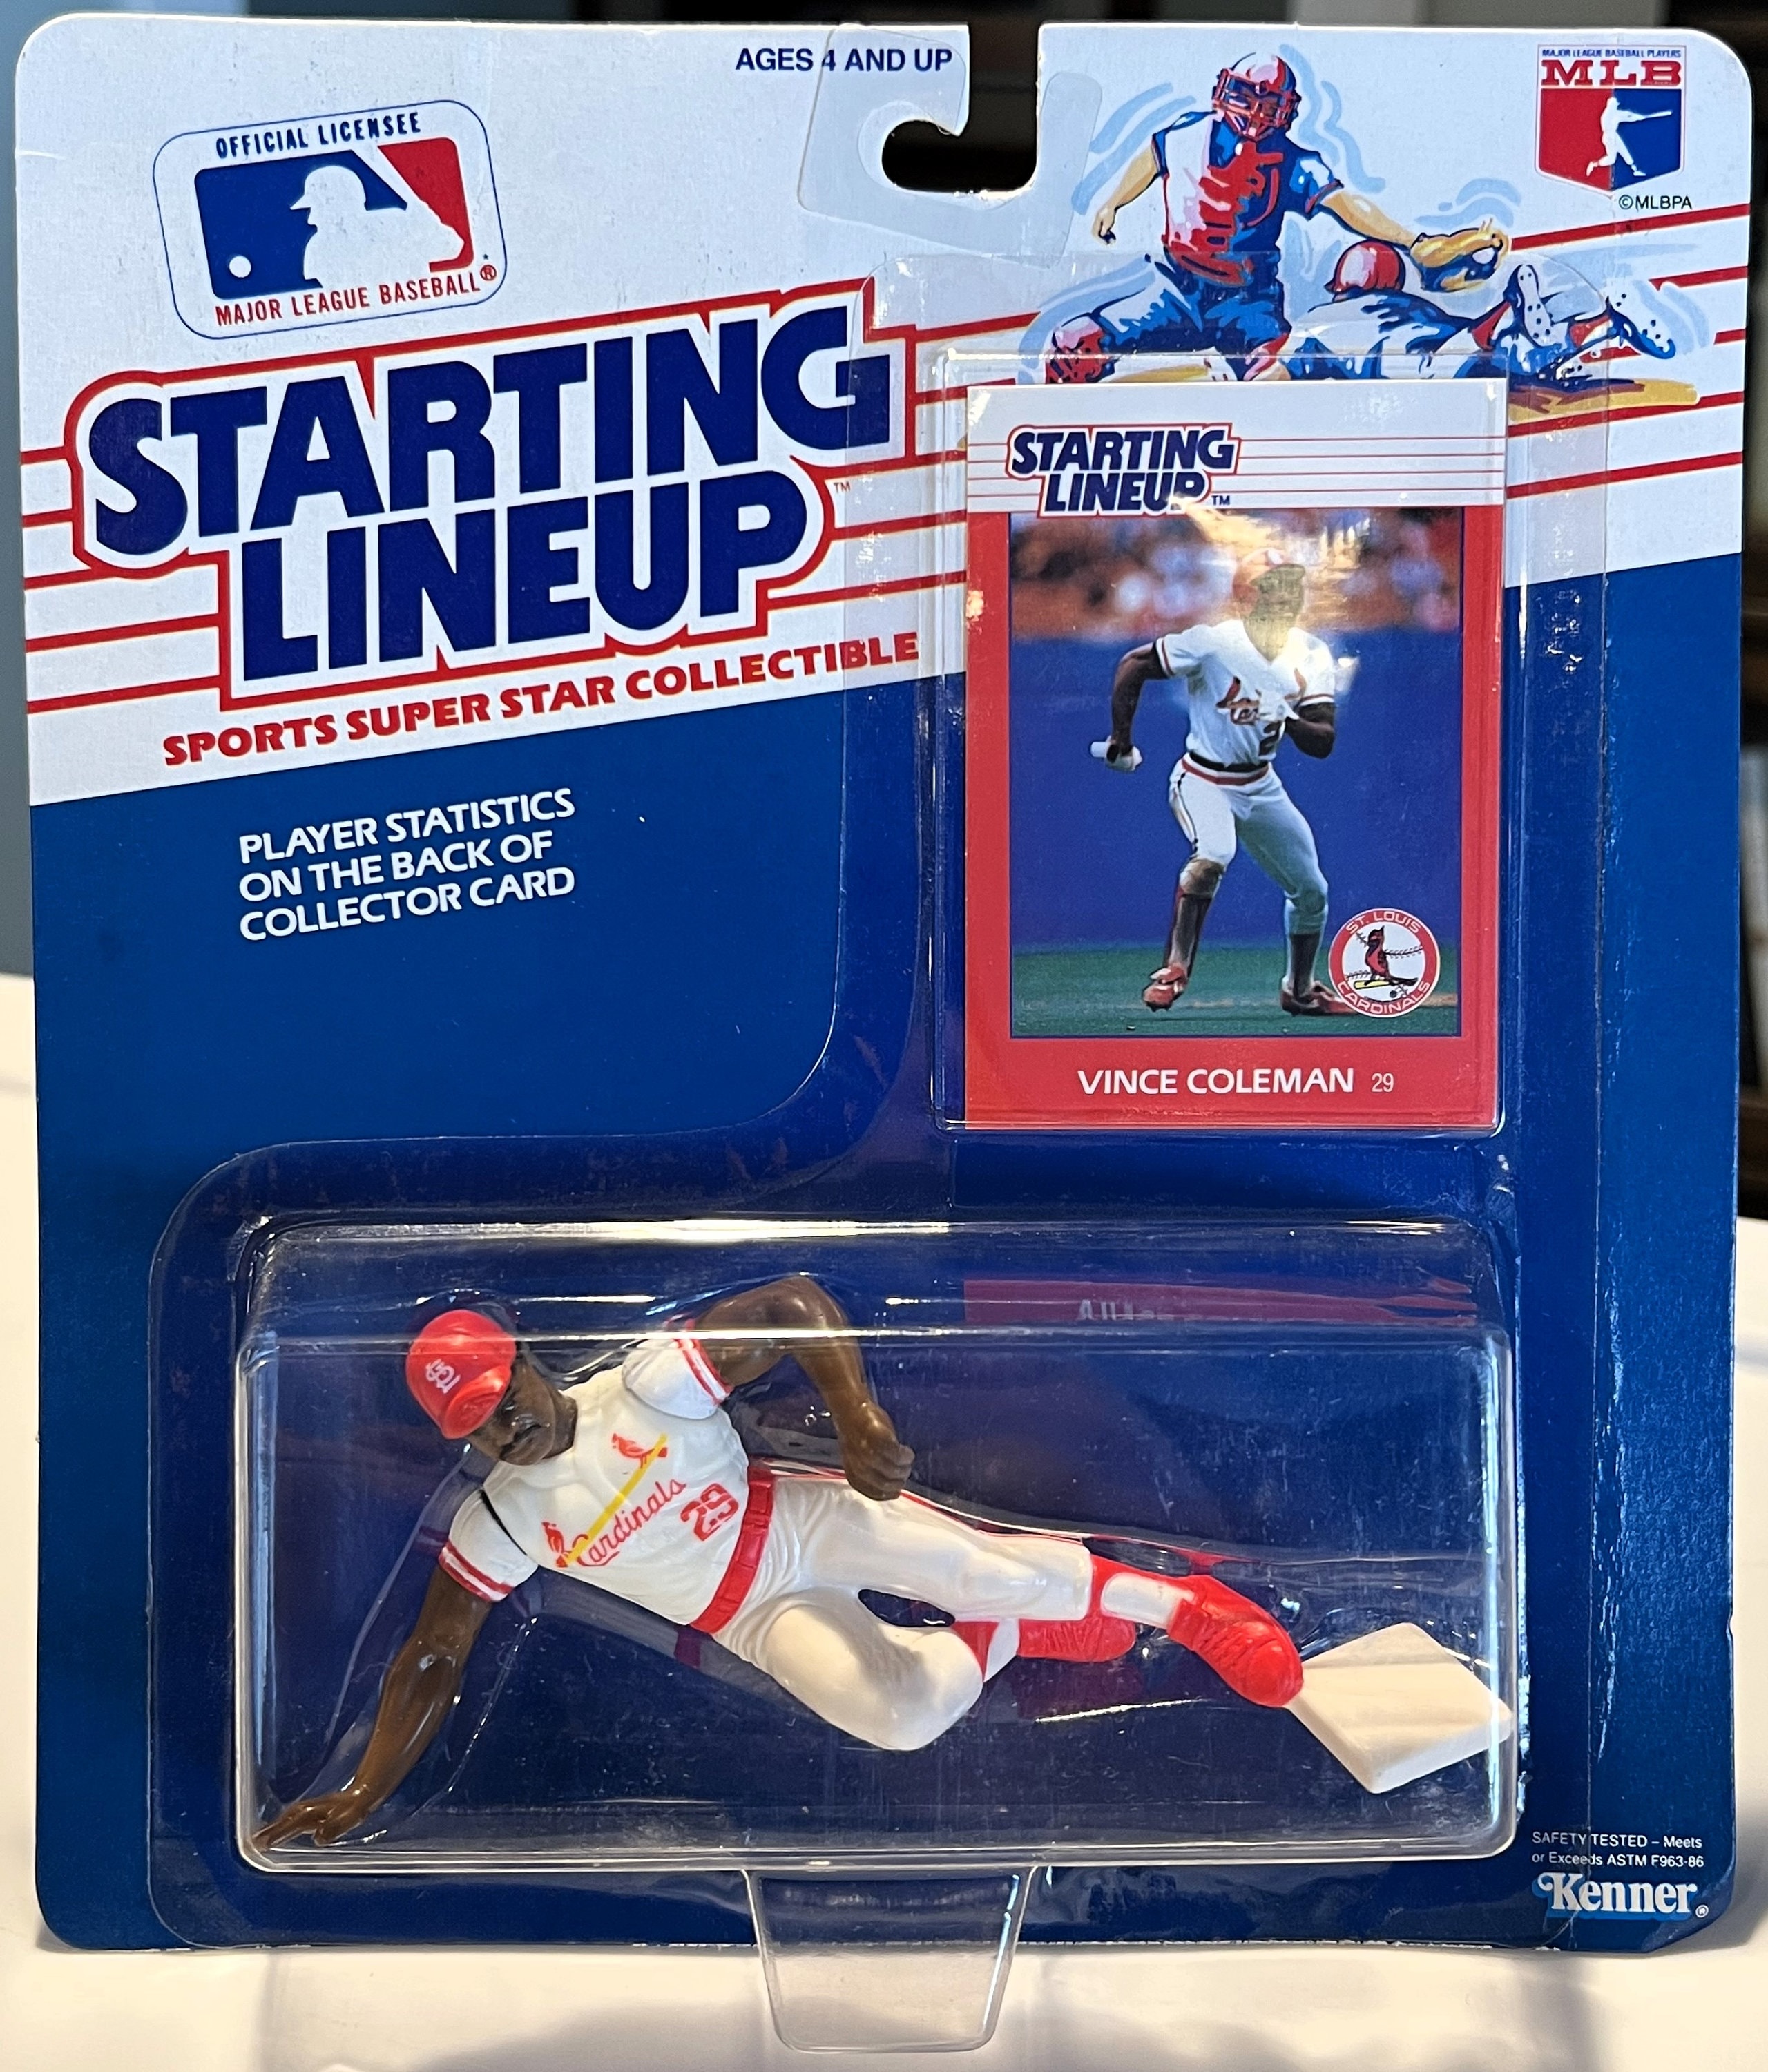 AGES 4 AND UP
OFFICIAL LICENSEE
MAJOR LEAGUE BASEBALL®
MAJOR LEAGUE BASEBALL PLAYERS
MLB
©MLBPA
STARTING
LINEUP™
SPORTS SUPER STAR COLLECTIBLE
PLAYER STATISTICS
ON THE BACK OF
COLLECTOR CARD
STARTING
LINEUP™
ST. LOUIS
CARDINALS
VINCE COLEMAN 29
STL
Cardinals
29
SAFETY TESTED – Meets
or Exceeds ASTM F963-86
Kenner®